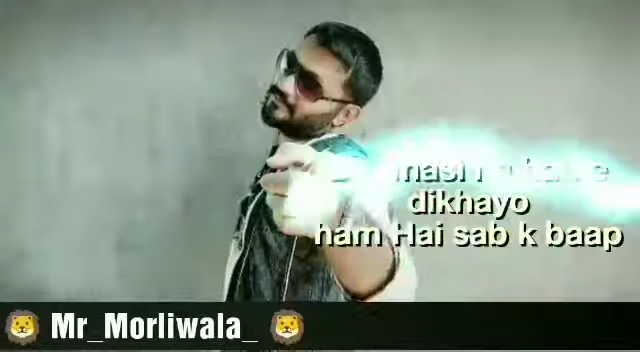 dikhayo
ham Hai sab k baap
🦁 Mr_Morliwala_ 🦁